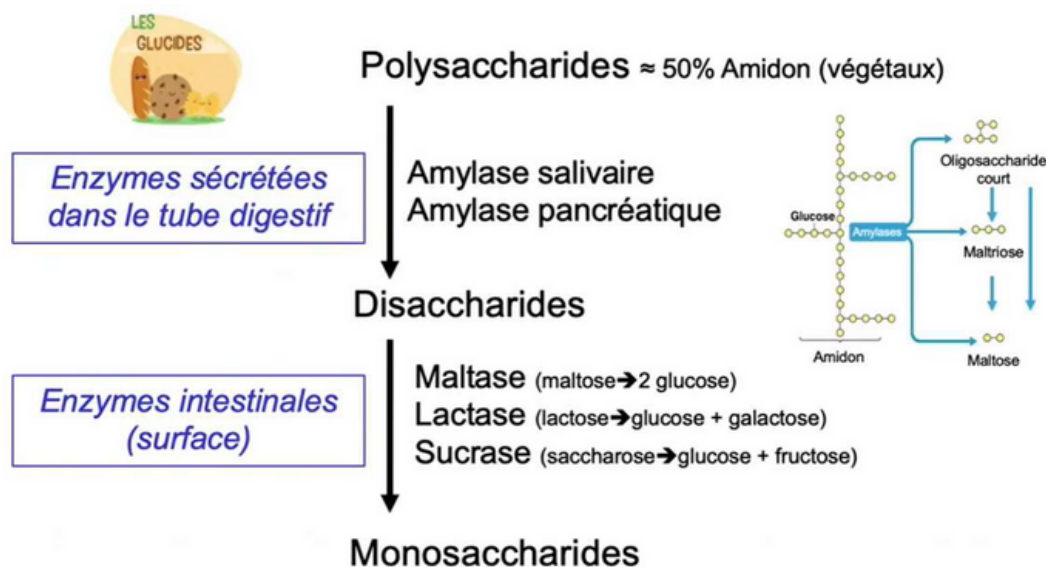 LES
GLUCIDES
Polysaccharides ≈ 50% Amidon (végétaux)
Enzymes sécrétées
dans le tube digestif
Amylase salivaire
Amylase pancréatique
Glucose
Amylases
Oligosaccharide
court
Maltriose
Maltose
Amidon
Disaccharides
Enzymes intestinales
(surface)
Maltase (maltose➔2 glucose)
Lactase (lactose➔glucose + galactose)
Sucrase (saccharose➔glucose + fructose)
Monosaccharides